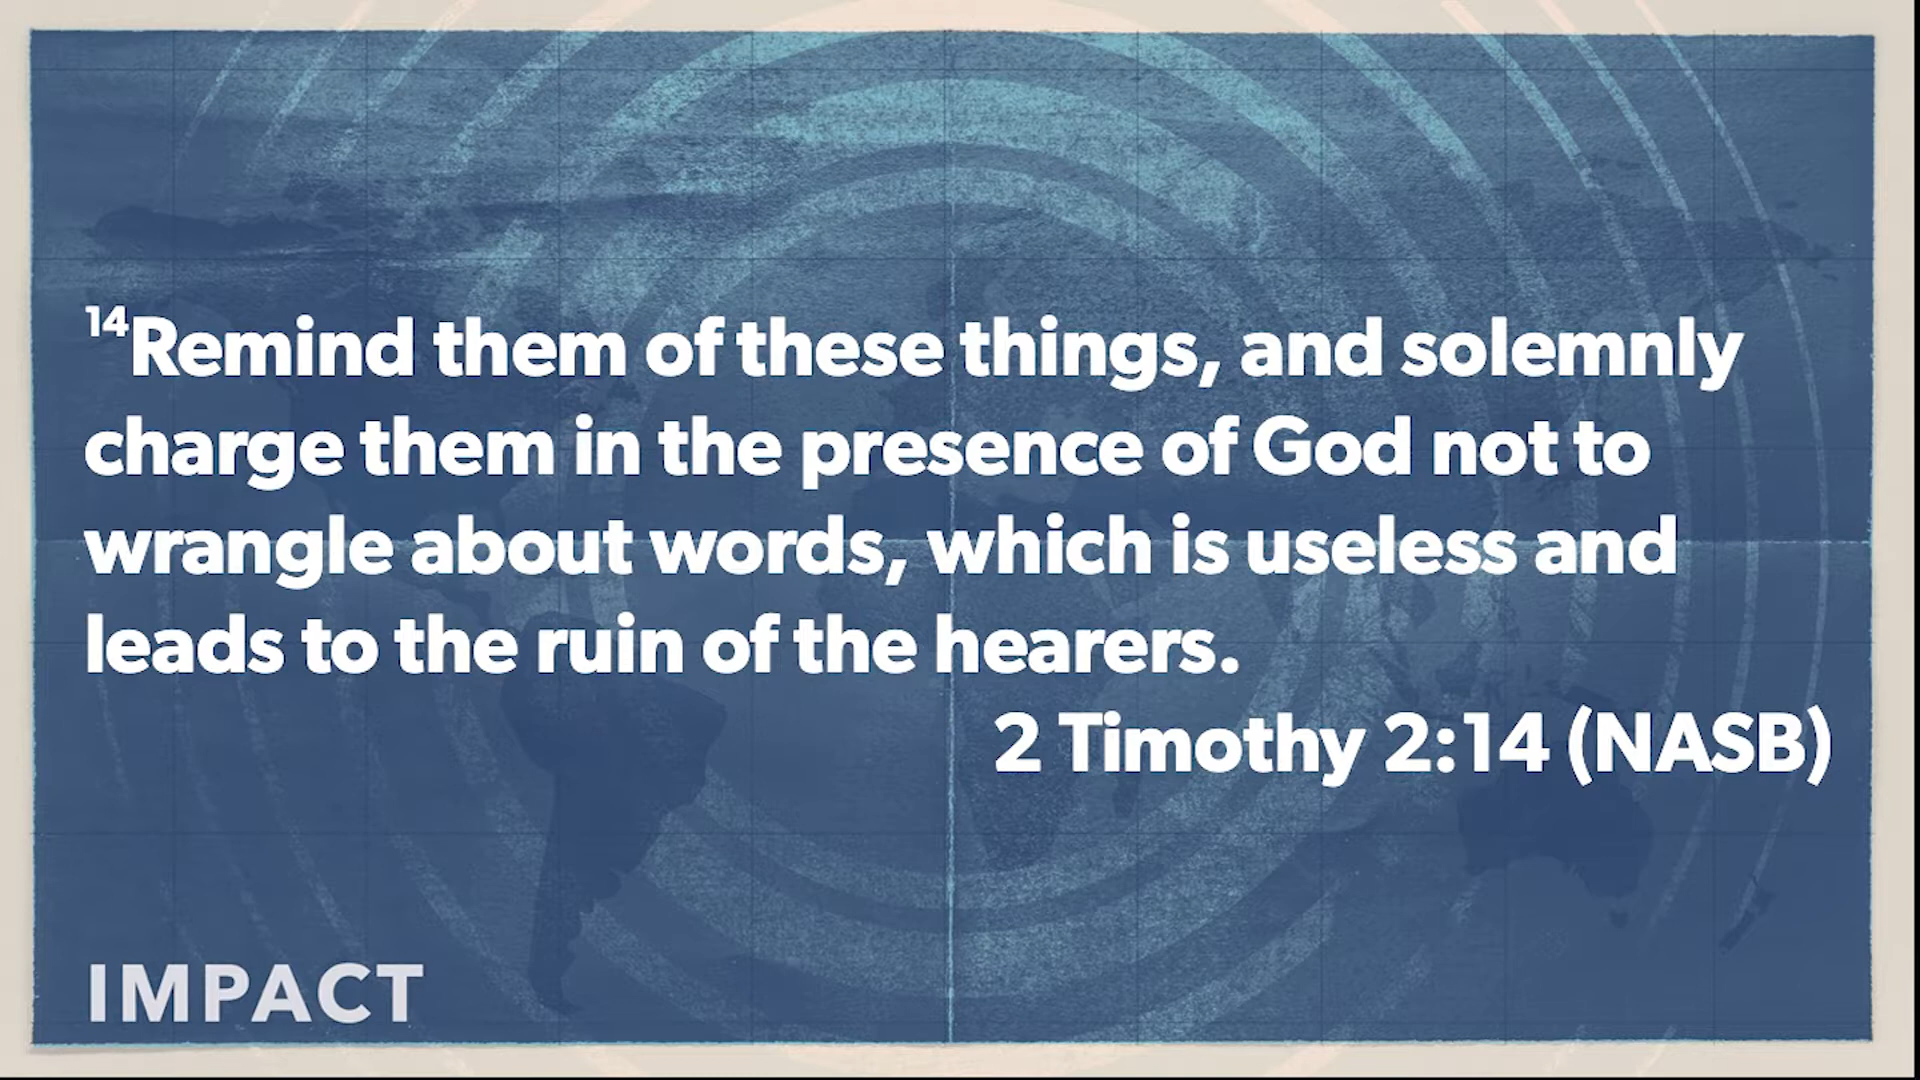 ¹⁴Remind them of these things, and solemnly
charge them in the presence of God not to
wrangle about words, which is useless and
leads to the ruin of the hearers.
2 Timothy 2:14 (NASB)
IMPACT